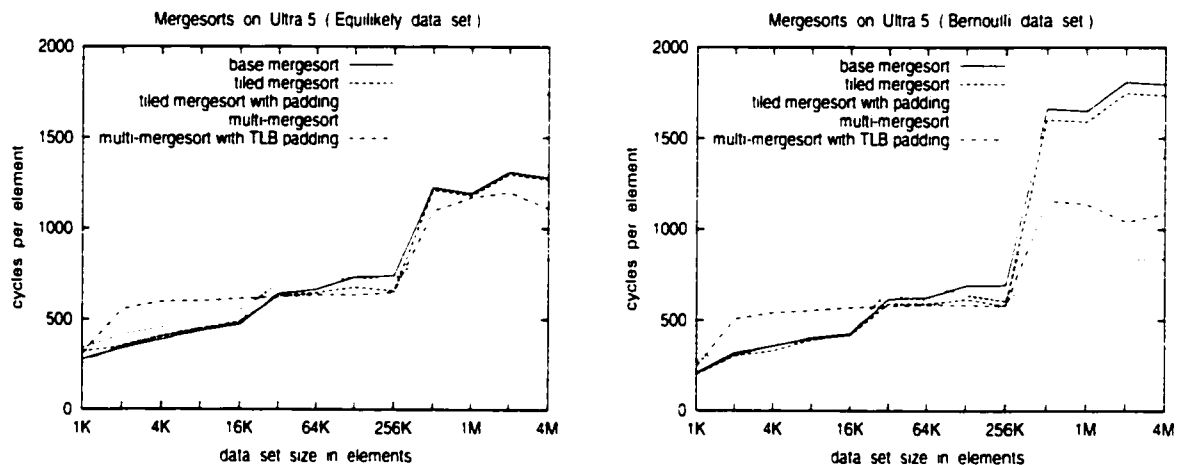 Mergesorts on Ultra 5 ( Equilikely data set )
2000
1500
1000
500
0
cycles per element
base mergesort
tiled mergesort
tiled mergesort with padding
multi-mergesort
multi-mergesort with TLB padding
1K 4K 16K 64K 256K 1M 4M
data set size in elements
Mergesorts on Ultra 5 ( Bernoulli data set )
2000
1500
1000
500
0
cycles per element
base mergesort
tiled mergesort
tiled mergesort with padding
multi-mergesort
multi-mergesort with TLB padding
1K 4K 16K 64K 256K 1M 4M
data set size in elements